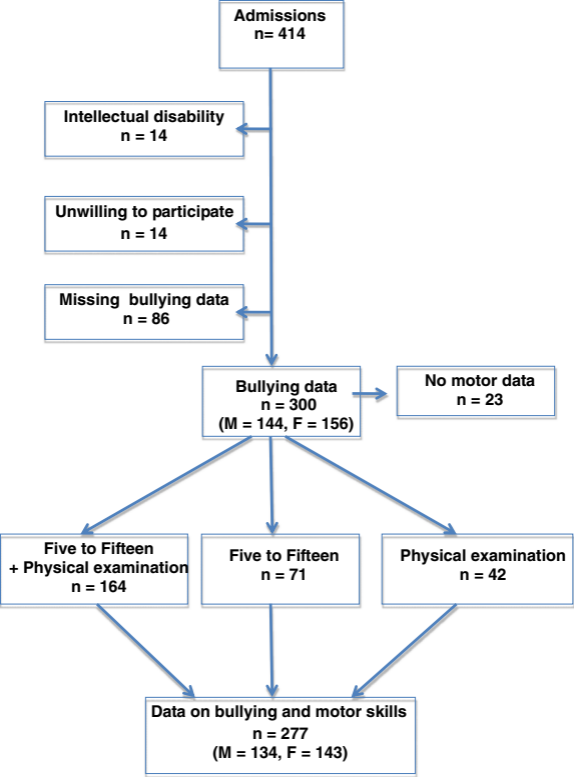 Admissions
n= 414
Intellectual disability
n = 14
Unwilling to participate
n = 14
Missing bullying data
n = 86
Bullying data
n = 300
(M = 144, F = 156)
No motor data
n = 23
Five to Fifteen
+ Physical examination
n = 164
Five to Fifteen
n = 71
Physical examination
n = 42
Data on bullying and motor skills
n = 277
(M = 134, F = 143)